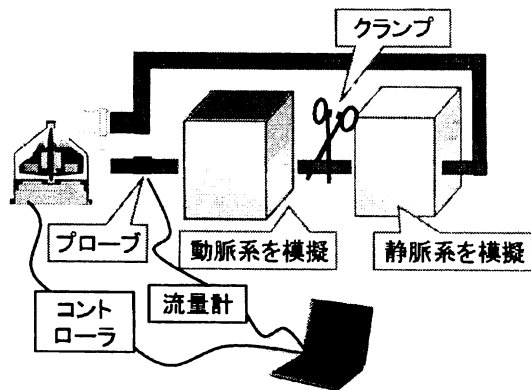 クランプ
プローブ
動脈系を模擬
静脈系を模擬
コント
ローラ
流量計